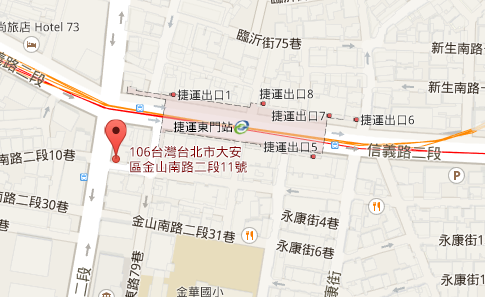 尚旅店 Hotel 73
臨沂街75巷
新生南路二
捷運出口1
捷運出口8
捷運出口7
捷運出口6
捷運東門站
捷運出口5
信義路二段
義路二段
106台灣台北市大安
區金山南路二段11號
南路二段10巷
二段30巷
金山南路二段31巷
永康街4巷
永康街6巷
康街
東路79巷
二段
金華國小
P